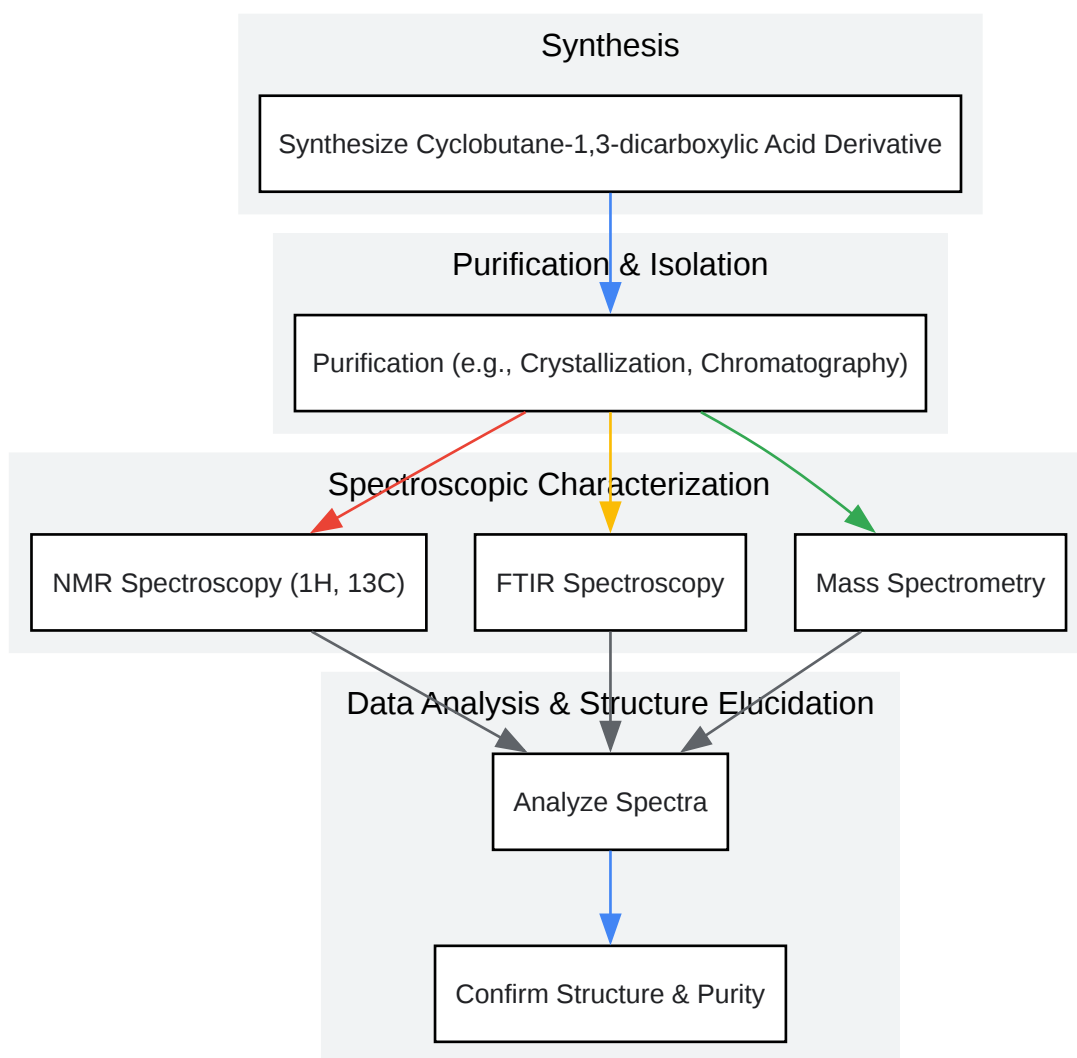 Synthesis
Synthesize Cyclobutane-1,3-dicarboxylic Acid Derivative
Purification & Isolation
Purification (e.g., Crystallization, Chromatography)
Spectroscopic Characterization
NMR Spectroscopy (1H, 13C)
FTIR Spectroscopy
Mass Spectrometry
Data Analysis & Structure Elucidation
Analyze Spectra
Confirm Structure & Purity